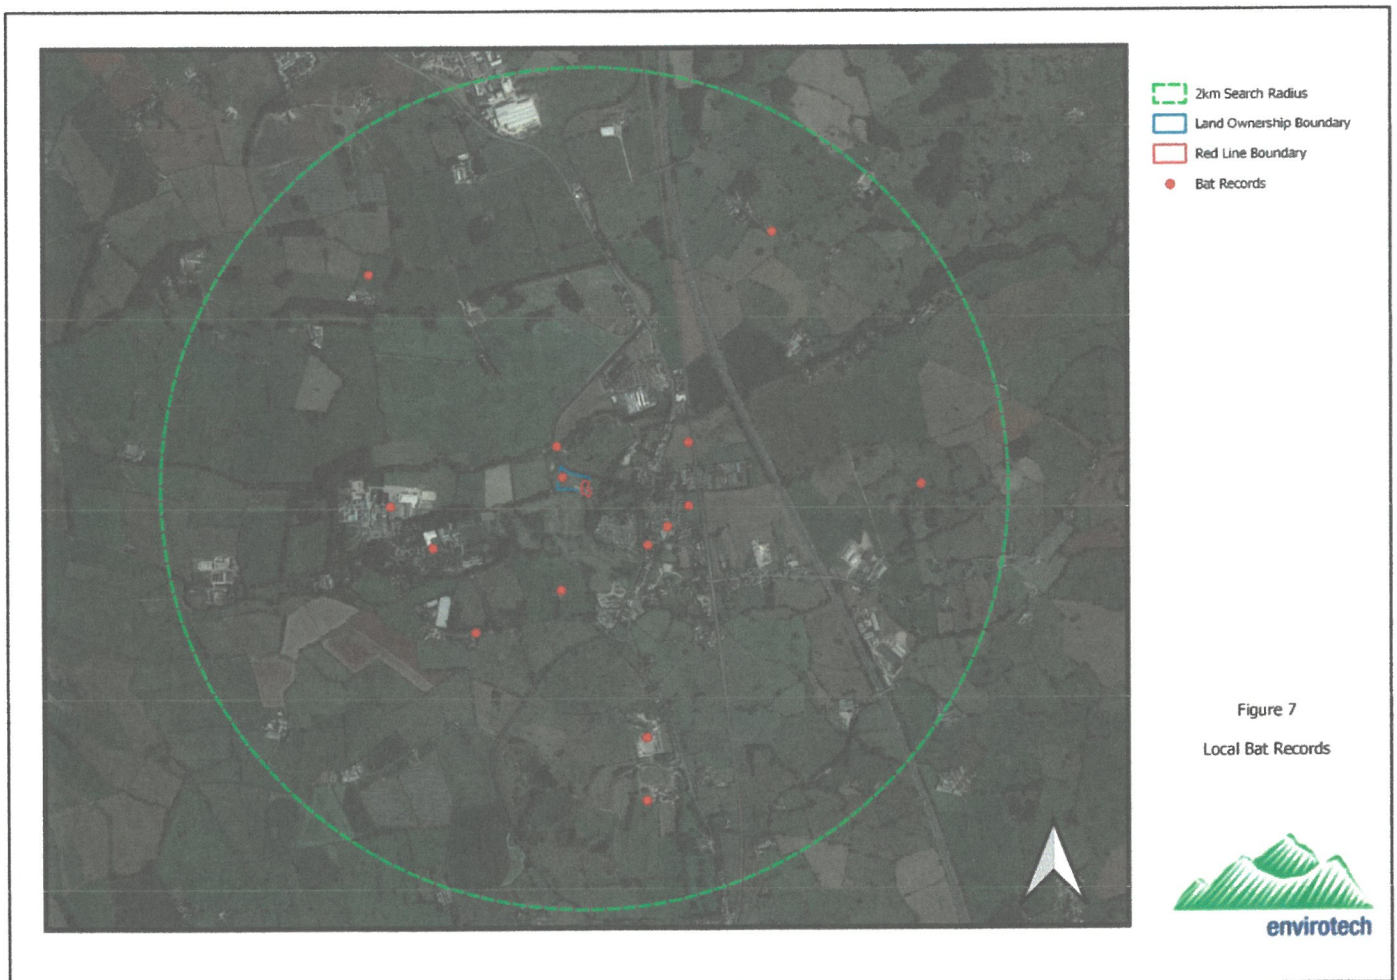 2km Search Radius
Land Ownership Boundary
Red Line Boundary
Bat Records
Figure 7
Local Bat Records
envirotech